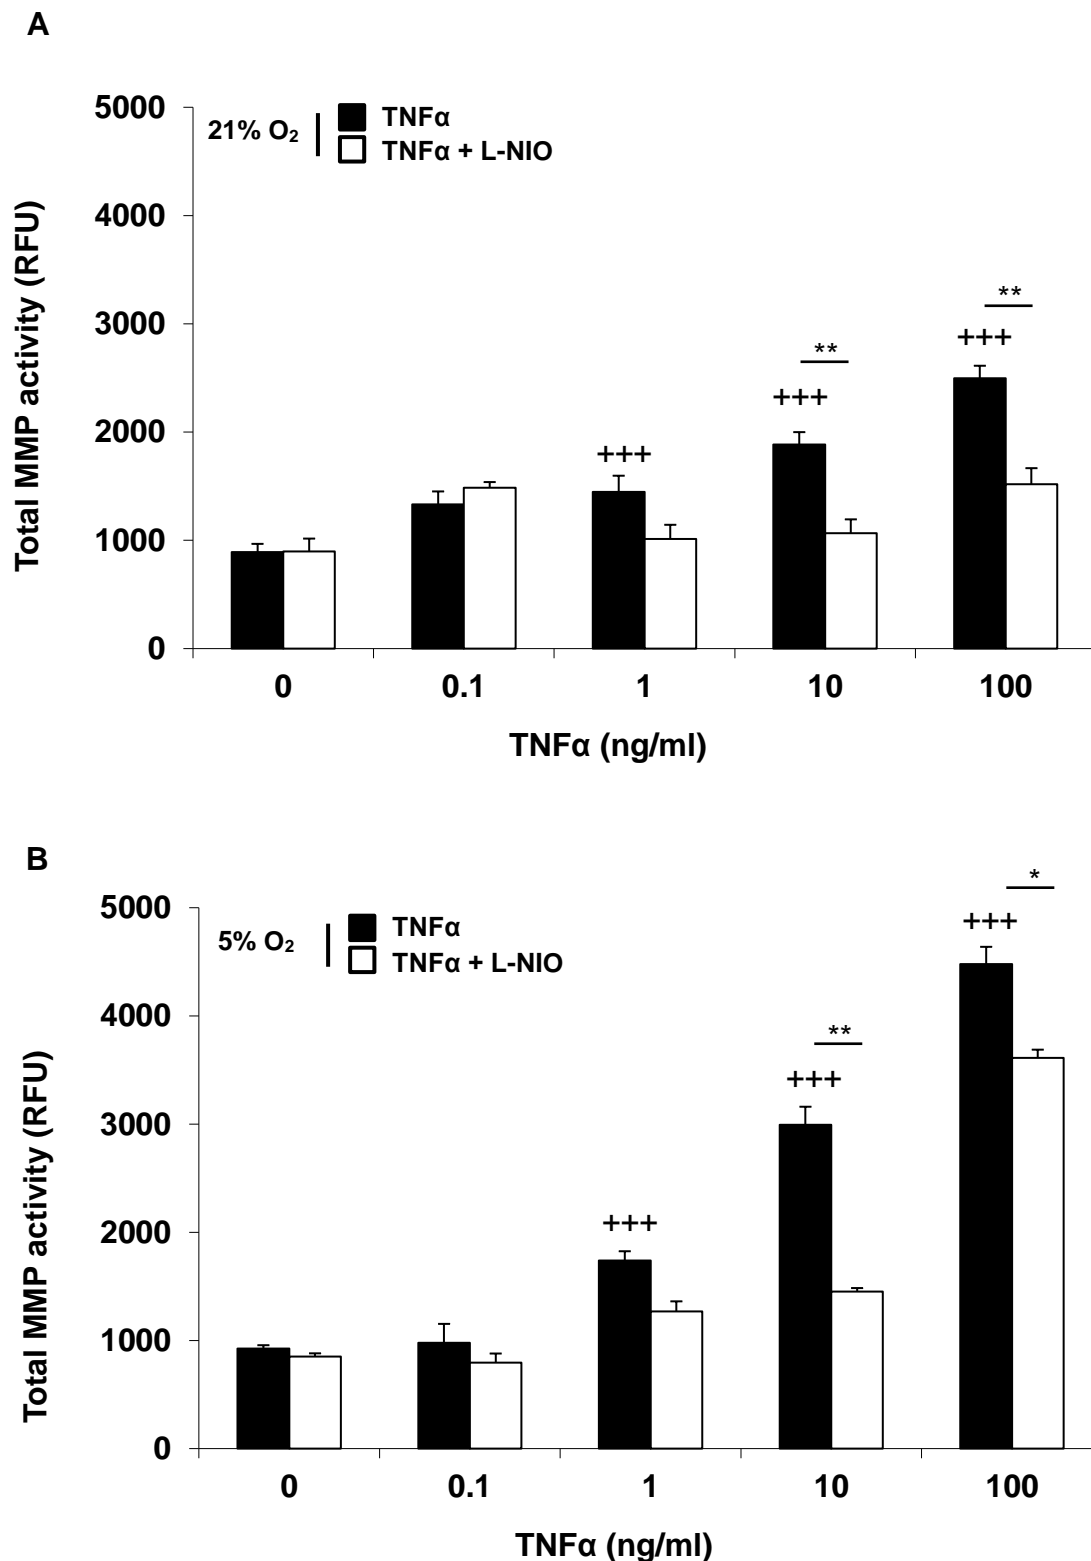 A
5000
4000
3000
2000
1000
0
Total MMP activity (RFU)
21% O₂
TNFα
TNFα + L-NIO
+++
**
+++
**
+++
0 0.1 1 10 100
TNFα (ng/ml)
B
5000
4000
3000
2000
1000
0
Total MMP activity (RFU)
5% O₂
TNFα
TNFα + L-NIO
+++
**
+++
*
+++
0 0.1 1 10 100
TNFα (ng/ml)